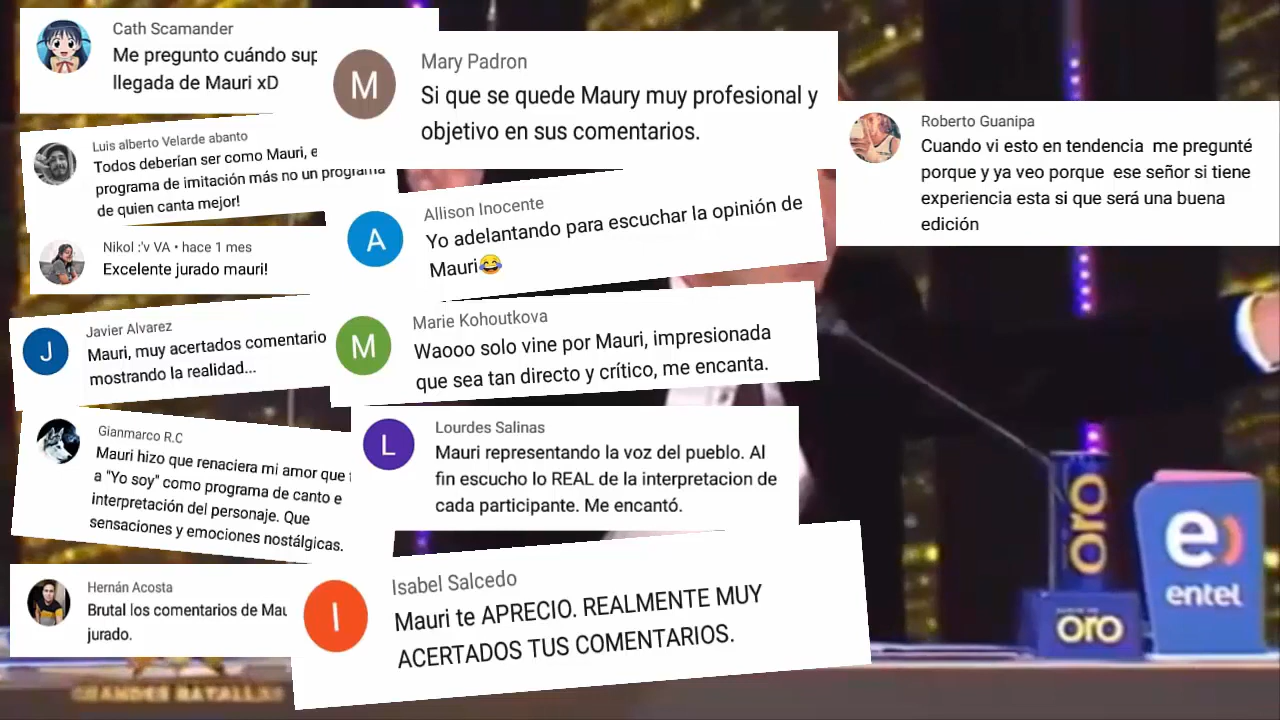 Cath Scamander
Me pregunto cuándo sup
llegada de Mauri xD
Luis alberto Velarde abanto
Todos deberían ser como Mauri, e
programa de imitación más no un programa
de quien canta mejor!
Nikol :'v VA • hace 1 mes
Excelente jurado mauri!
Javier Alvarez
Mauri, muy acertados comentario
mostrando la realidad...
Gianmarco R.C
Mauri hizo que renaciera mi amor que t
a "Yo soy" como programa de canto e
interpretación del personaje. Que
sensaciones y emociones nostálgicas.
Hernán Acosta
Brutal los comentarios de Mau
jurado.
GRANDES BATALLAS
M
Mary Padron
Si que se quede Maury muy profesional y
objetivo en sus comentarios.
A
Allison Inocente
Yo adelantando para escuchar la opinión de
Mauri😂
J
M
Marie Kohoutkova
Waooo solo vine por Mauri, impresionada
que sea tan directo y crítico, me encanta.
L
Lourdes Salinas
Mauri representando la voz del pueblo. Al
fin escucho lo REAL de la interpretacion de
cada participante. Me encantó.
I
Isabel Salcedo
Mauri te APRECIO. REALMENTE MUY
ACERTADOS TUS COMENTARIOS.
Roberto Guanipa
Cuando vi esto en tendencia me pregunté
porque y ya veo porque ese señor si tiene
experiencia esta si que será una buena
edición
oro
oro
e)
entel